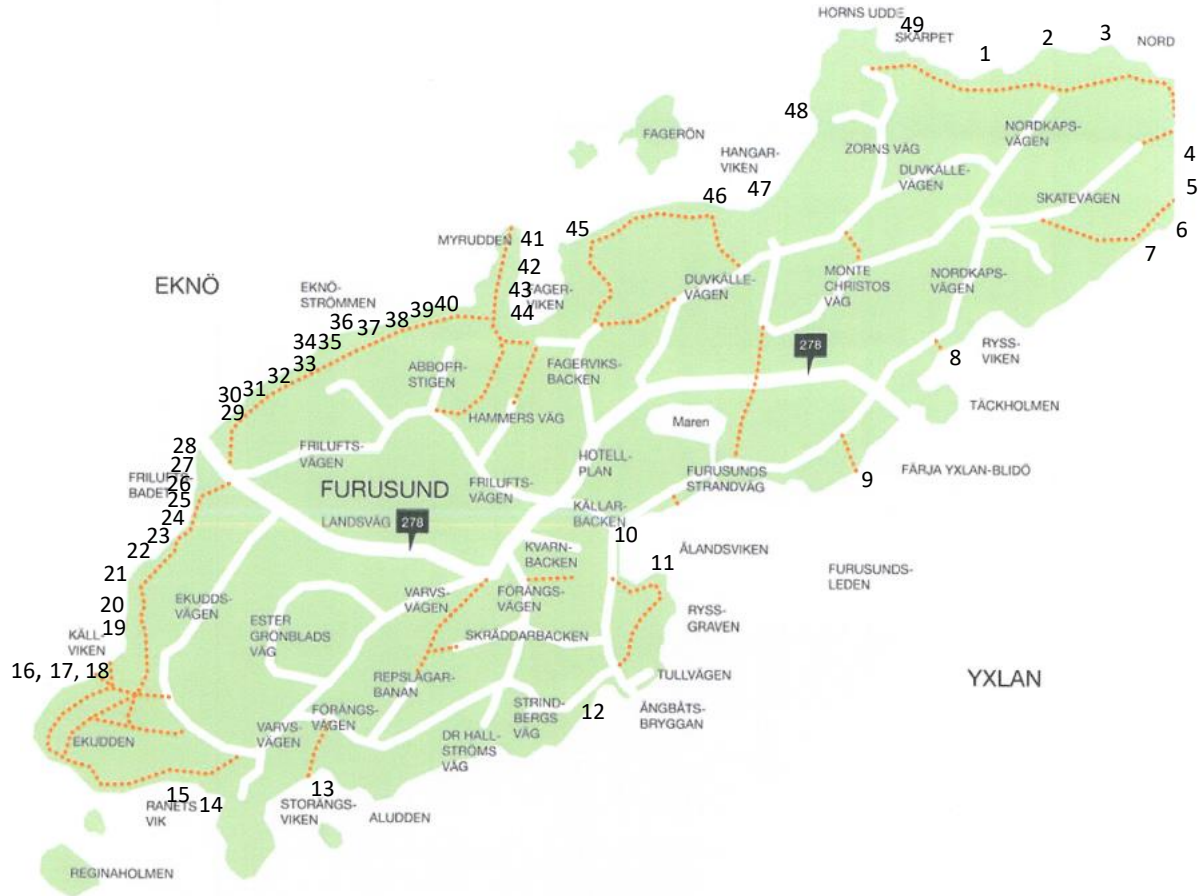 HORNS UDDE
49
SKARPET
1
2
3
NORD
48
FAGERÖN
NORDKAPS-
VÄGEN
HANGAR-
VIKEN
ZORNS VÄG
4
DUVKÄLLE-
VÄGEN
46
47
SKATEVÄGEN
5
6
7
MYRUDDEN
41
45
42
EKNÖ
EKNÖ-
STRÖMMEN
43
FAGER-
VIKEN
44
DUVKÄLLE-
VÄGEN
MONTE
CHRISTOS
VÄG
NORDKAPS-
VÄGEN
36
37
38
39
40
34
35
33
32
31
30
29
278
RYSS-
VIKEN
8
ABBORR-
STIGEN
FAGERVIKS-
BACKEN
TÄCKHOLMEN
HAMMERS VÄG
Maren
28
27
FRILUFTS-
BADET
26
25
24
23
22
21
20
19
FRILUFTS-
VÄGEN
HOTELL-
PLAN
FÄRJA YXLAN-BLIDÖ
FURUSUND
FRILUFTS-
VÄGEN
FURUSUNDS
STRANDVÄG
9
LANDSVÄG
278
KÄLLAR-
BACKEN
10
ÅLANDSVIKEN
KVARN-
BACKEN
11
FURUSUNDS-
LEDEN
EKUDDS-
VÄGEN
VARVS-
VÄGEN
FÖRÄNGS-
VÄGEN
ESTER
GRÖNBLADS
VÄG
RYSS-
GRAVEN
SKRÄDDARBACKEN
KÄLL-
VIKEN
16, 17, 18
REPSLAGAR-
BANAN
TULLVÄGEN
YXLAN
STRIND-
BERGS
VÄG
12
ÅNGBÅTS-
BRYGGAN
FÖRÄNGS-
VÄGEN
VARVS-
VÄGEN
EKUDDEN
DR HALL-
STRÖMS
VÄG
15
14
RANETS
VIK
13
STORÄNGS-
VIKEN
ALUDDEN
REGINAHOLMEN